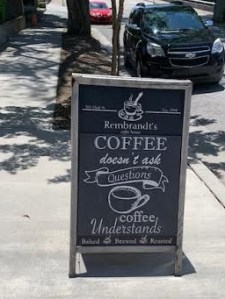 Rembrandt's
COFFEE
doesn't ask
Questions
coffee
Understands
Baked Brewed Roasted